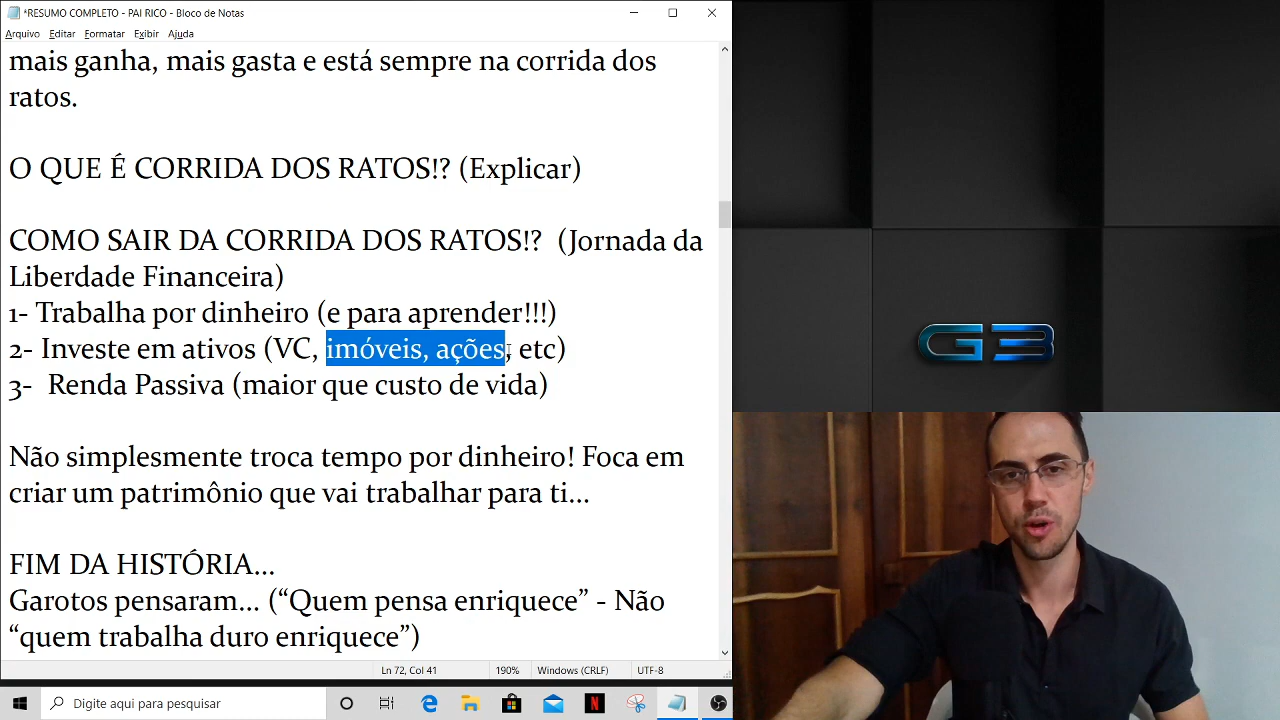 *RESUMO COMPLETO - PAI RICO - Bloco de Notas
Arquivo Editar Formatar Exibir Ajuda
mais ganha, mais gasta e está sempre na corrida dos
ratos.
O QUE É CORRIDA DOS RATOS!? (Explicar)
COMO SAIR DA CORRIDA DOS RATOS!?  (Jornada da
Liberdade Financeira)
1- Trabalha por dinheiro (e para aprender!!!)
2- Investe em ativos (VC, imóveis, ações, etc)
3-  Renda Passiva (maior que custo de vida)
Não simplesmente troca tempo por dinheiro! Foca em
criar um patrimônio que vai trabalhar para ti...
FIM DA HISTÓRIA...
Garotos pensaram... (“Quem pensa enriquece” - Não
“quem trabalha duro enriquece”)
Ln 72, Col 41 190% Windows (CRLF) UTF-8
Digite aqui para pesquisar
N
G3